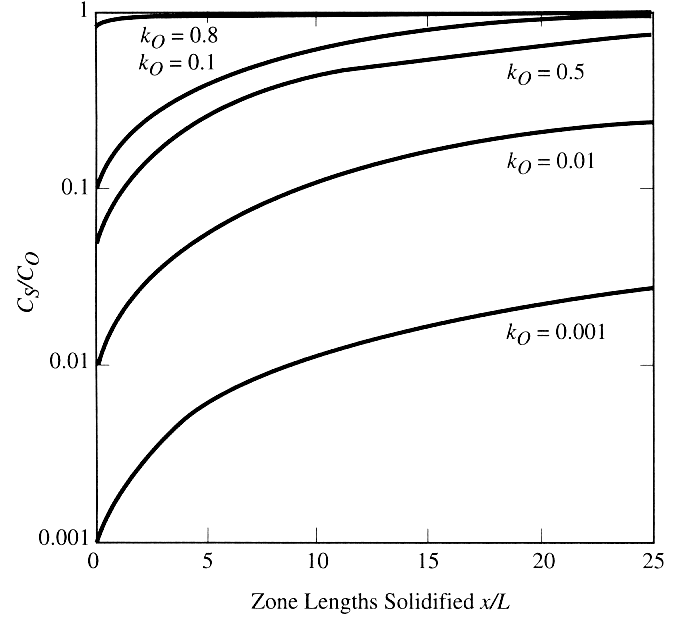 1
k_O = 0.8
k_O = 0.1
k_O = 0.5
0.1
k_O = 0.01
C_S/C_O
0.01
k_O = 0.001
0.001
0 5 10 15 20 25
Zone Lengths Solidified x/L